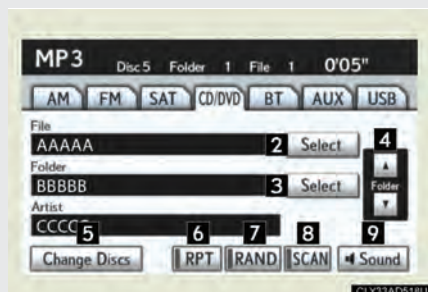 MP3 Disc 5 Folder 1 File 1 0'05"
AM FM SAT CD/DVD BT AUX USB
File
AAAAA 2 Select 4
Folder
BBBBB 3 Select Folder
Artist
CCCCC
5 6 7 8 9
Change Discs RPT RAND SCAN Sound